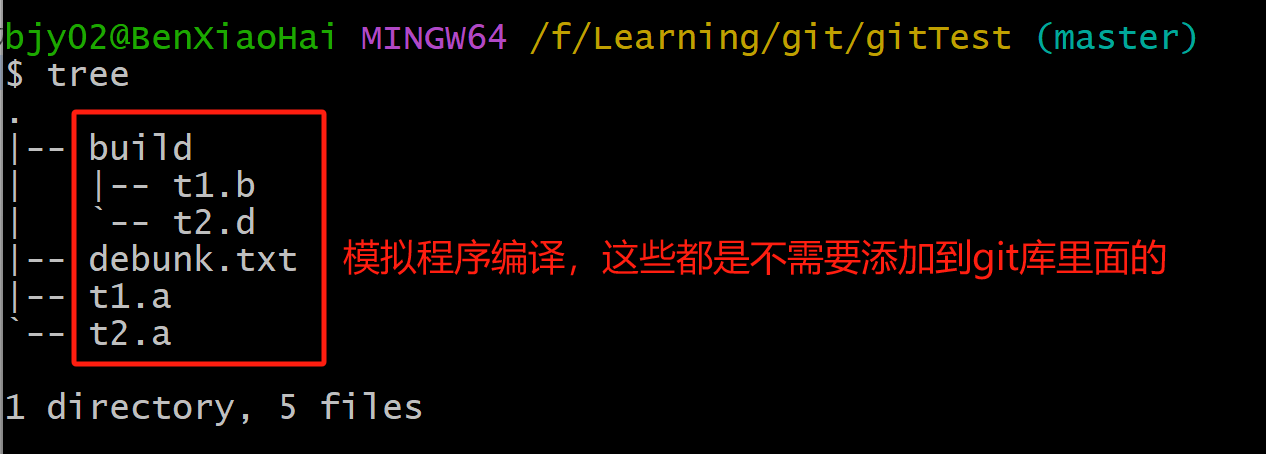 bjy02@BenXiaoHai MINGW64 /f/Learning/git/gitTest (master)
$ tree
.
|-- build
|   |-- t1.b
|   `-- t2.d
|-- debunk.txt 模拟程序编译，这些都是不需要添加到git库里面的
|-- t1.a
`-- t2.a
1 directory, 5 files